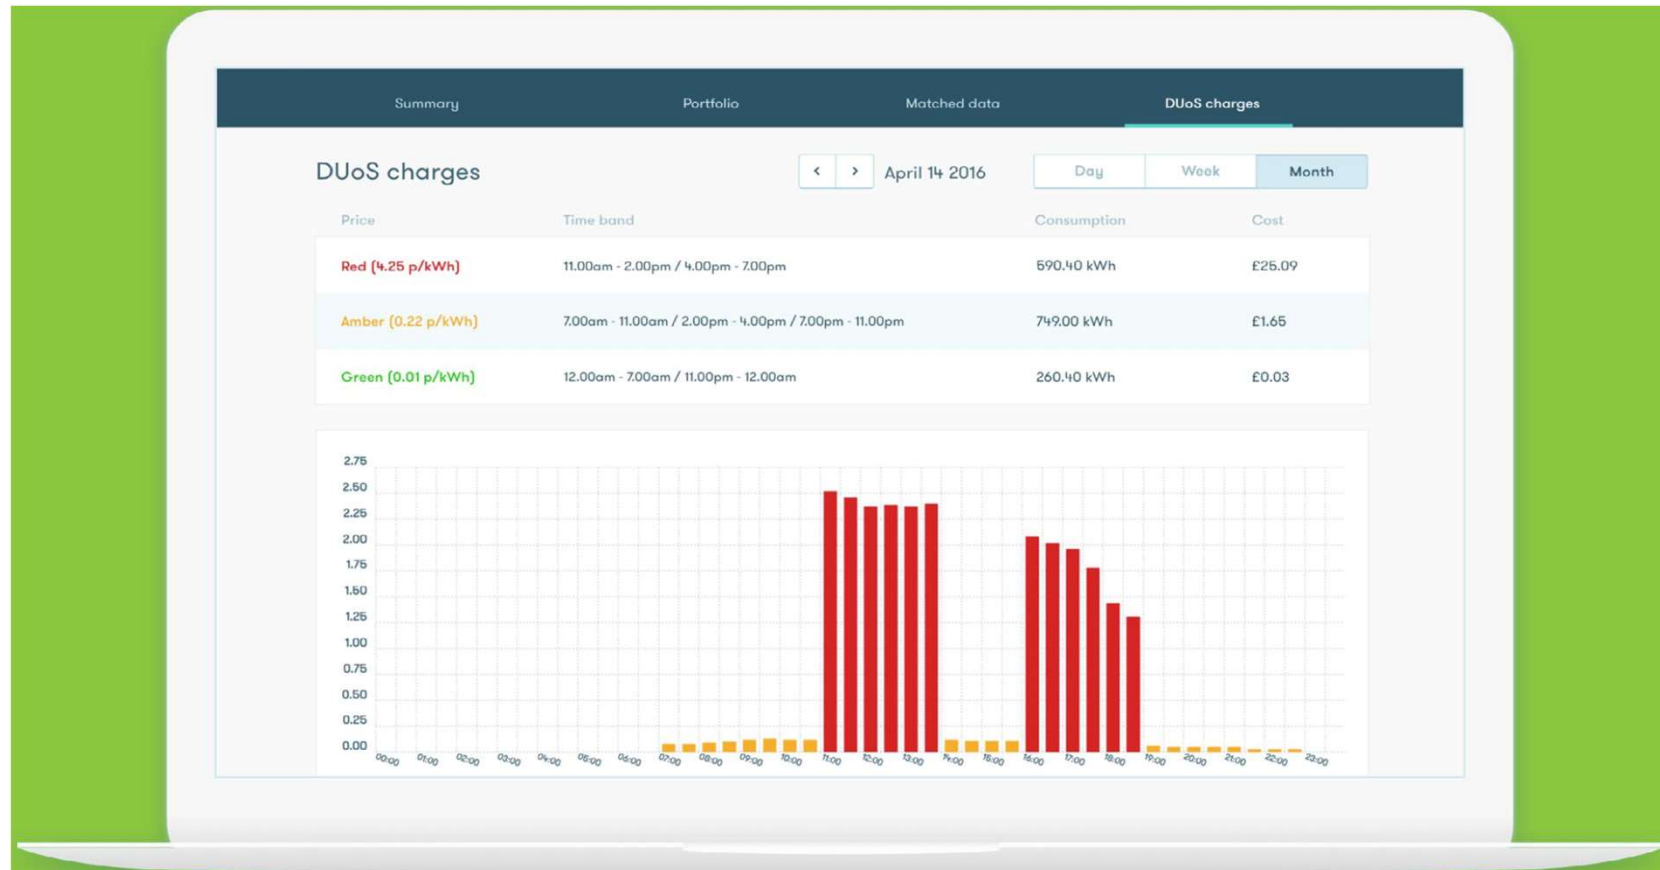 Summary Portfolio Matched data DUoS charges
DUoS charges < > April 14 2016 Day Week Month
Price Time band Consumption Cost
Red (4.25 p/kWh) 11.00am - 2.00pm / 4.00pm - 7.00pm 590.40 kWh £25.09
Amber (0.22 p/kWh) 7.00am - 11.00am / 2.00pm - 4.00pm / 7.00pm - 11.00pm 749.00 kWh £1.65
Green (0.01 p/kWh) 12.00am - 7.00am / 11.00pm - 12.00am 260.40 kWh £0.03
2.75
2.50
2.25
2.00
1.75
1.50
1.25
1.00
0.75
0.50
0.25
0.00
00:00 01:00 02:00 03:00 04:00 05:00 06:00 07:00 08:00 09:00 10:00 11:00 12:00 13:00 14:00 15:00 16:00 17:00 18:00 19:00 20:00 21:00 22:00 23:00